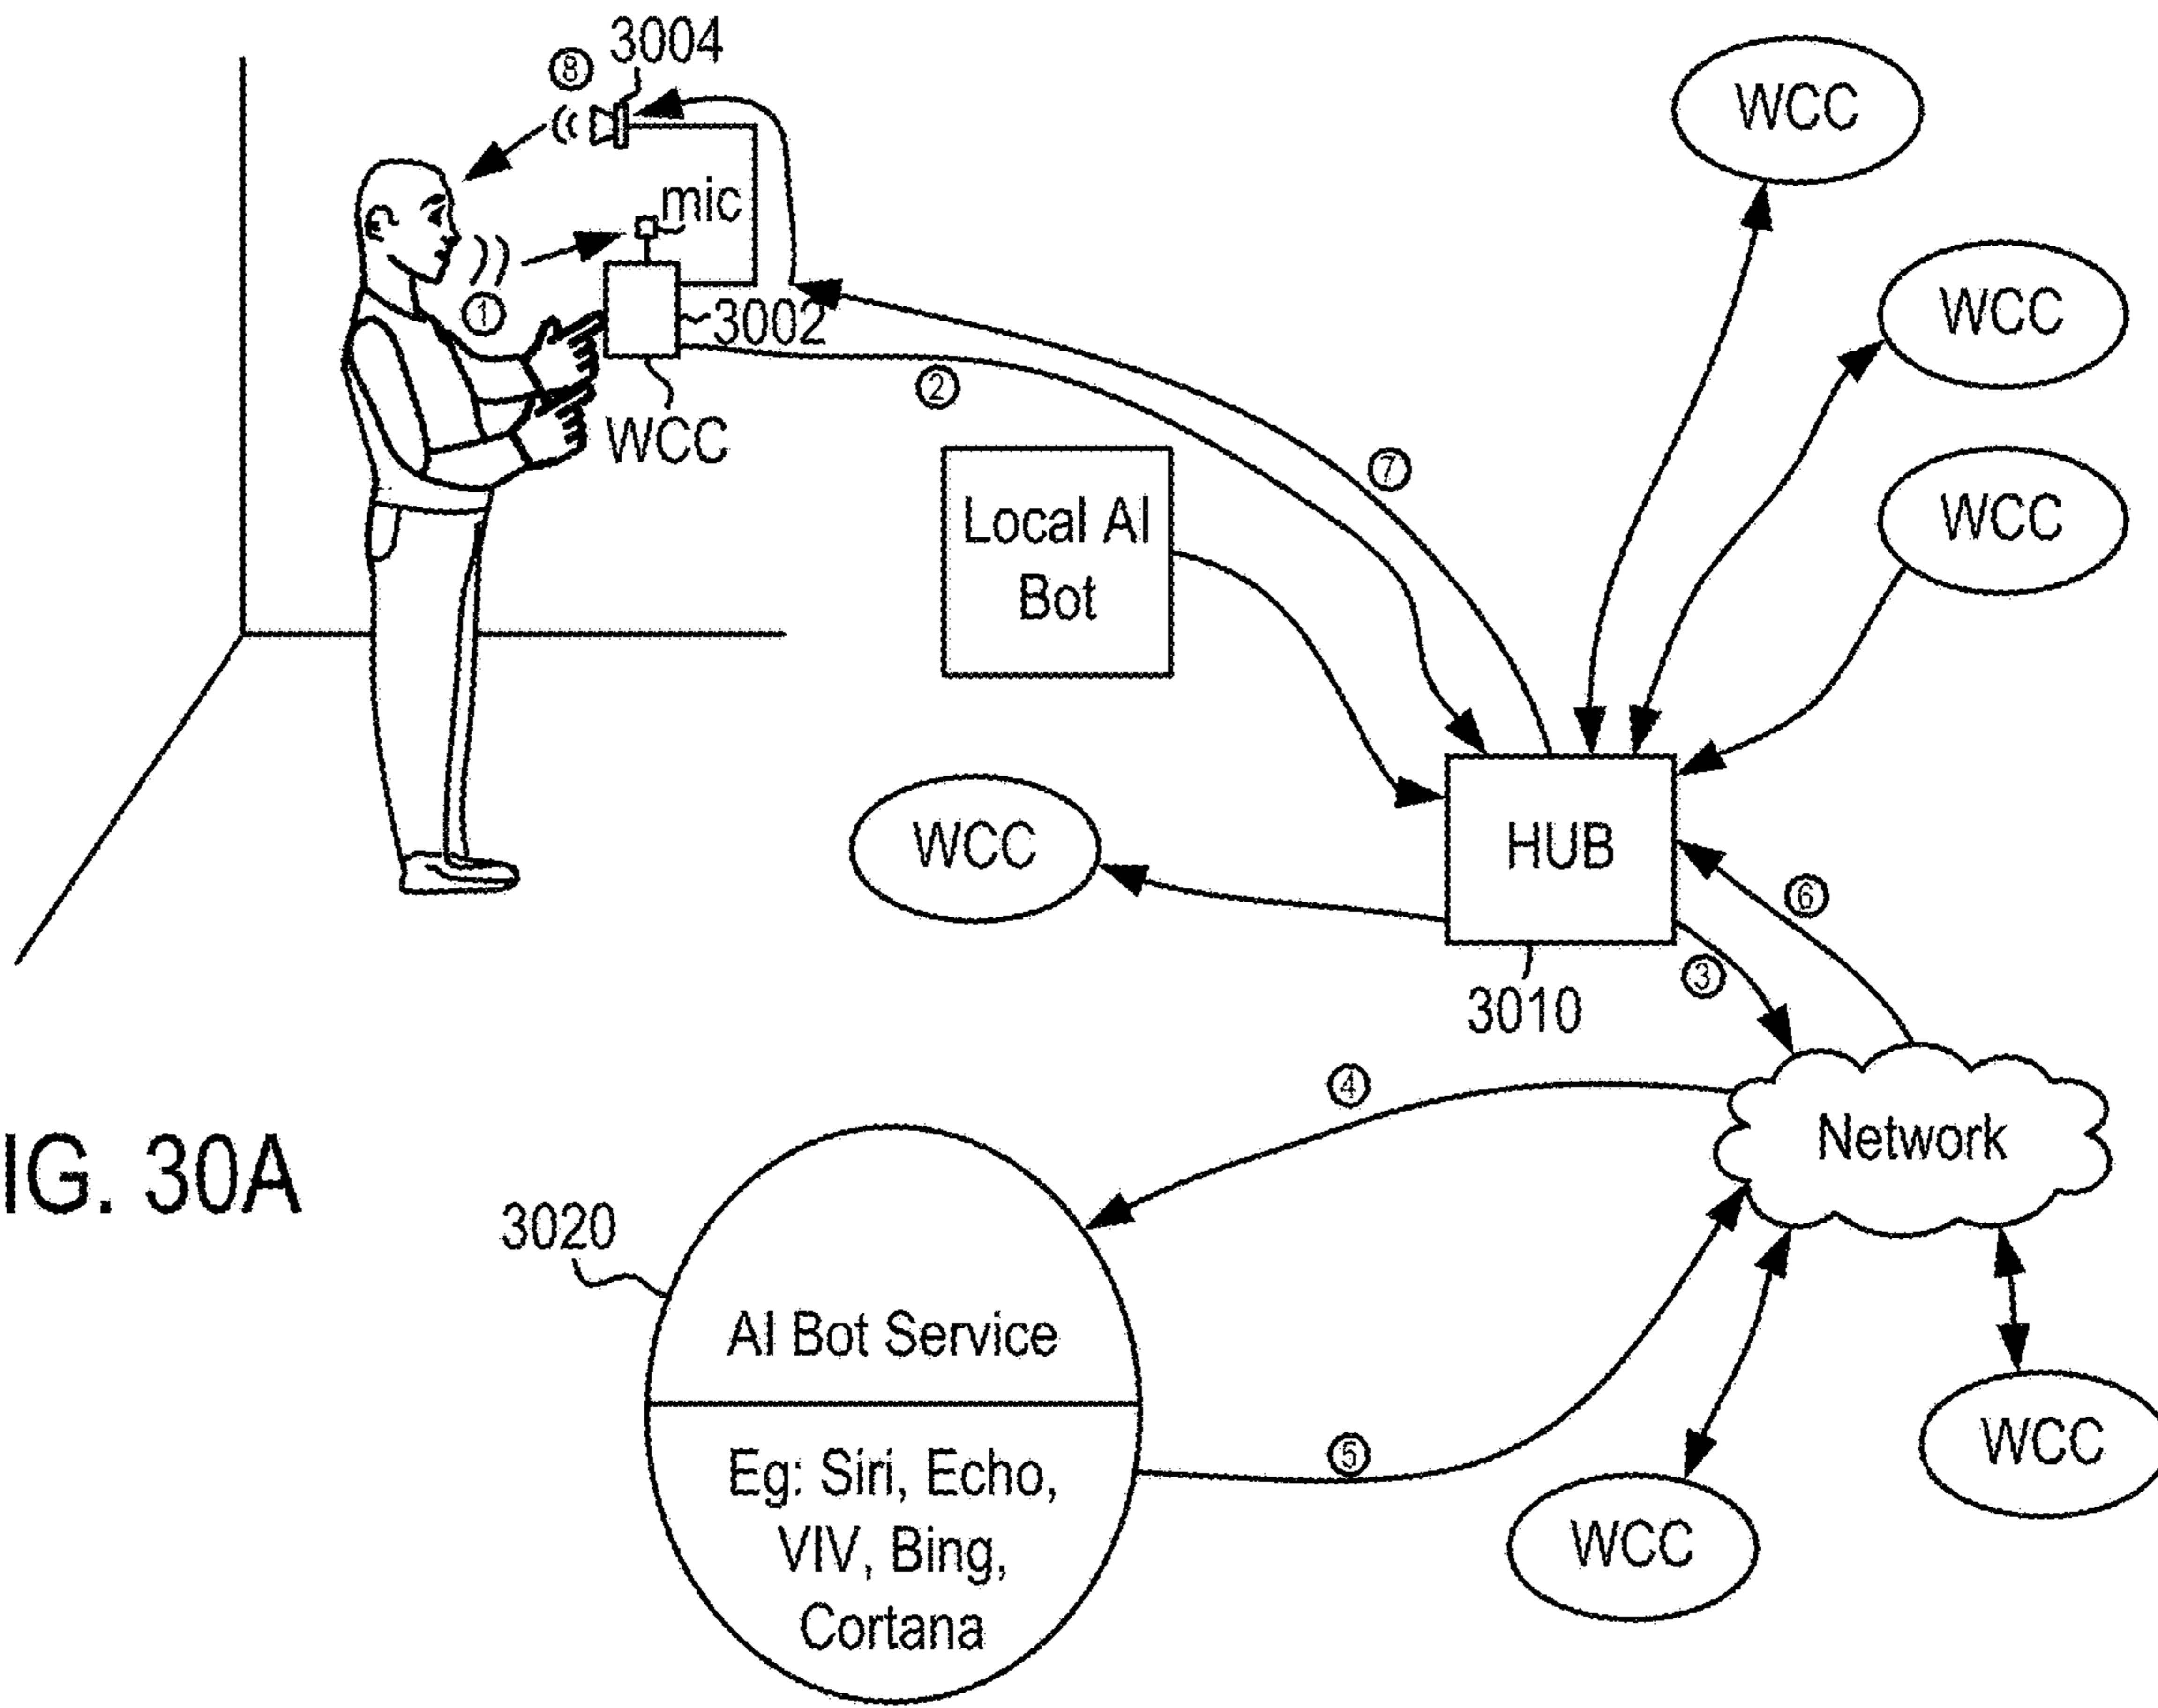 ⑧ 3004
WCC
mic
①
3002
WCC
②
WCC
⑦
WCC
Local AI
Bot
WCC
HUB
⑥
③
3010
④
Network
IG. 30A
3020
AI Bot Service
⑤
Eg: Siri, Echo,
VIV, Bing,
Cortana
WCC
WCC